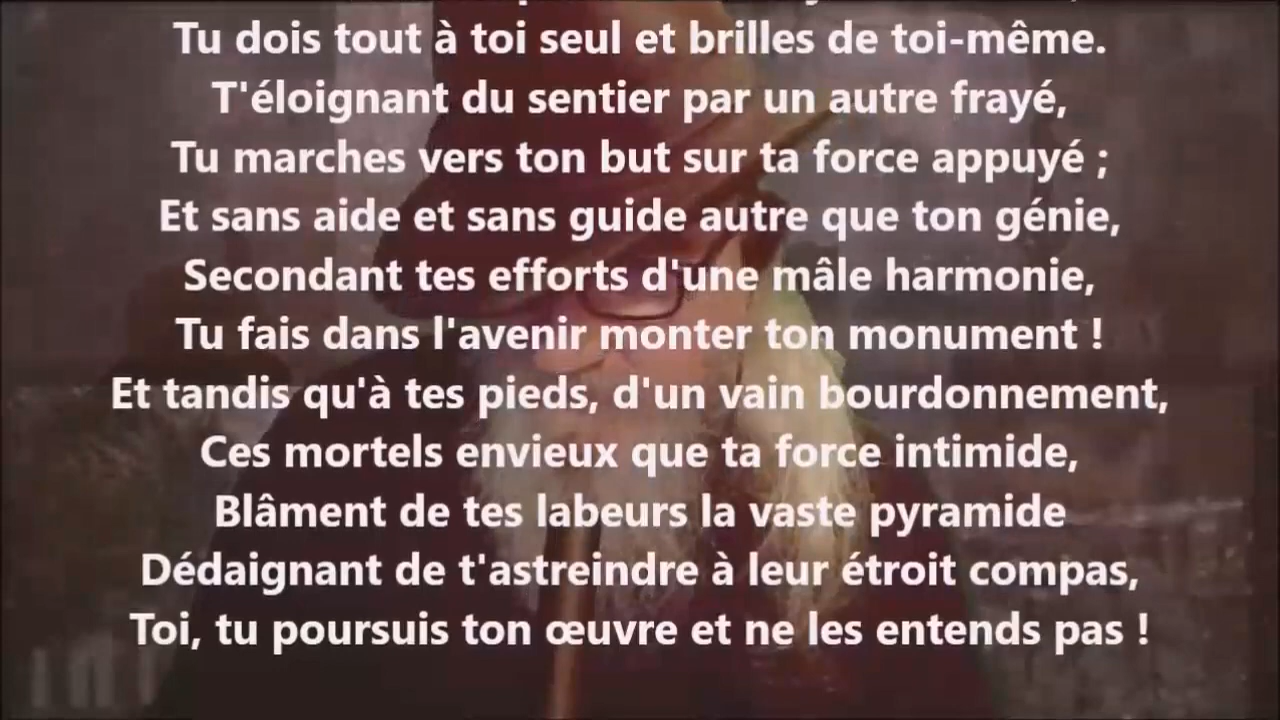 Tu dois tout à toi seul et brilles de toi-même.
T'éloignant du sentier par un autre frayé,
Tu marches vers ton but sur ta force appuyé ;
Et sans aide et sans guide autre que ton génie,
Secondant tes efforts d'une mâle harmonie,
Tu fais dans l'avenir monter ton monument !
Et tandis qu'à tes pieds, d'un vain bourdonnement,
Ces mortels envieux que ta force intimide,
Blâment de tes labeurs la vaste pyramide
Dédaignant de t'astreindre à leur étroit compas,
Toi, tu poursuis ton œuvre et ne les entends pas !